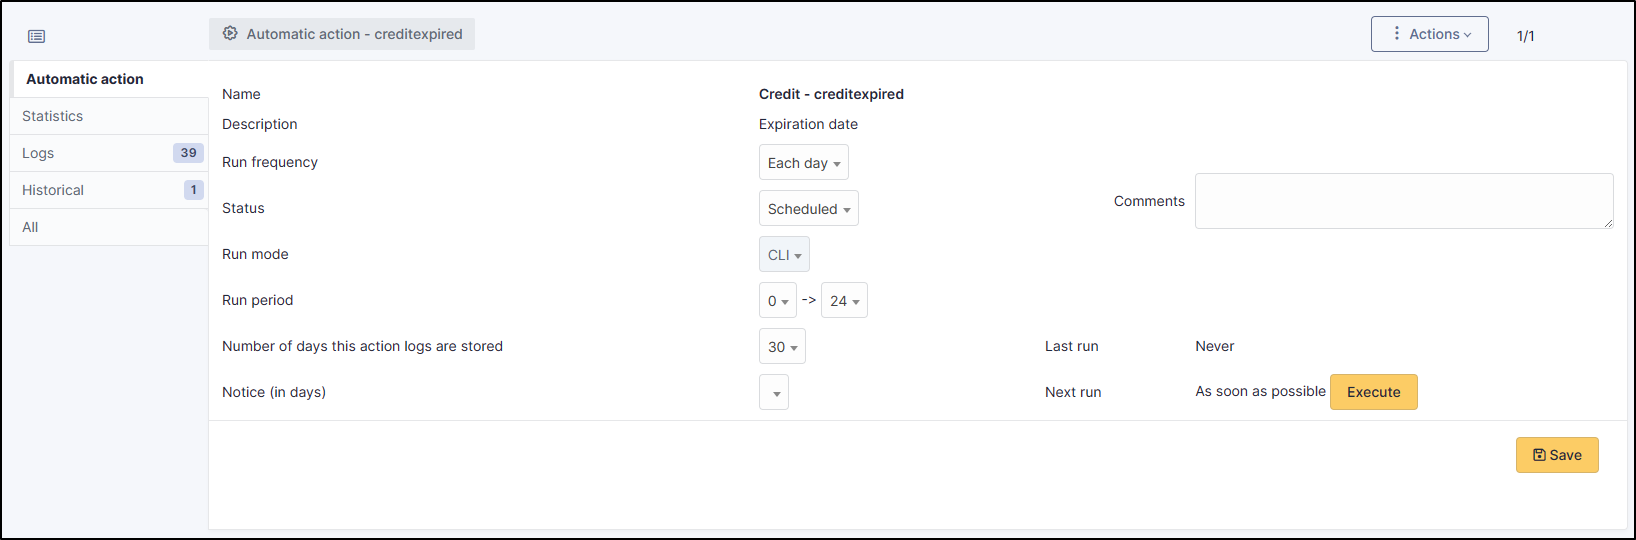 Automatic action - creditexpired
Actions
1/1
Automatic action
Statistics
Logs 39
Historical 1
All
Name Credit - creditexpired
Description Expiration date
Run frequency Each day
Status Scheduled
Comments
Run mode CLI
Run period 0 -> 24
Number of days this action logs are stored 30 Last run Never
Notice (in days) Next run As soon as possible Execute
Save